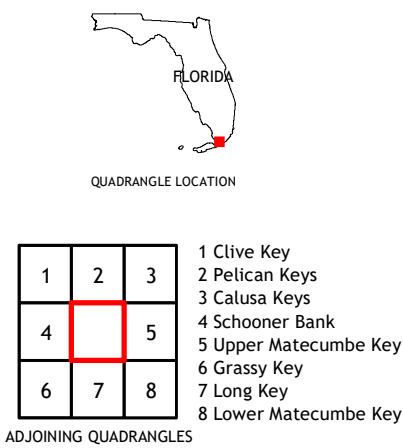 FLORIDA
QUADRANGLE LOCATION
1 2 3
4 5
6 7 8
1 Clive Key
2 Pelican Keys
3 Calusa Keys
4 Schooner Bank
5 Upper Matecumbe Key
6 Grassy Key
7 Long Key
8 Lower Matecumbe Key
ADJOINING QUADRANGLES